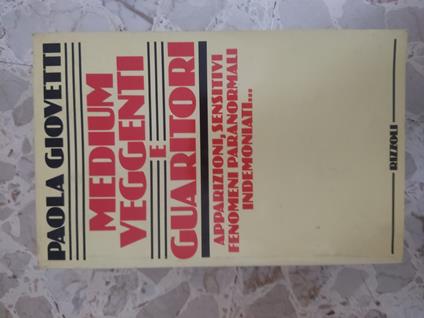 PAOLA GIOVETTI
MEDIUM
VEGGENTI
E
GUARITORI
APPARIZIONI, SENSITIVI
FENOMENI PARANORMALI
INDEMONIATI...
RIZZOLI